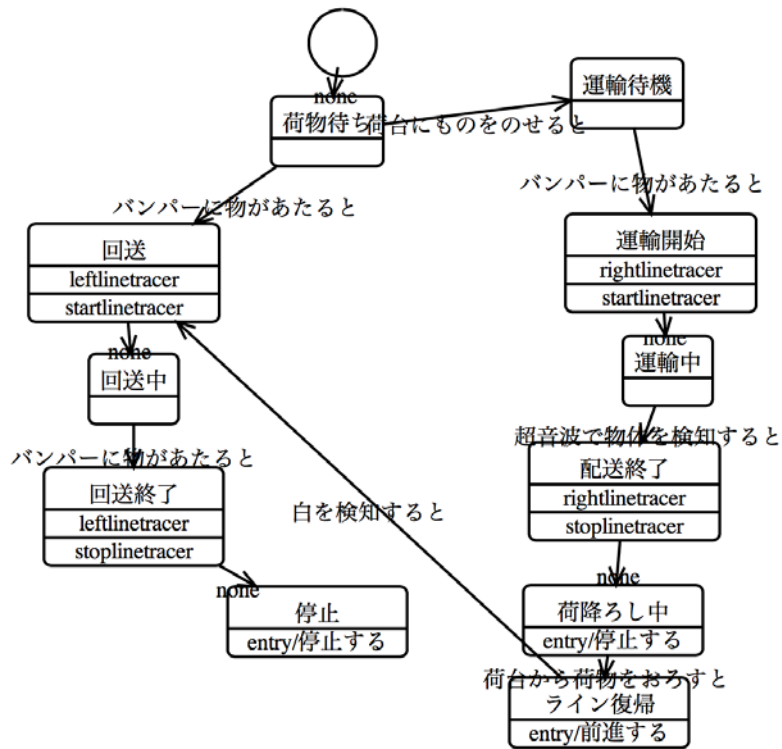 none
荷物待ち
運輸待機
荷台にものをのせると
バンパーに物があたると
バンパーに物があたると
回送
leftlinetracer
startlinetracer
運輸開始
rightlinetracer
startlinetracer
none
回送中
none
運輸中
バンパーに物があたると
超音波で物体を検知すると
回送終了
leftlinetracer
stoplinetracer
配送終了
rightlinetracer
stoplinetracer
白を検知すると
none
停止
entry/停止する
none
荷降ろし中
entry/停止する
荷台から荷物をおろすと
ライン復帰
entry/前進する